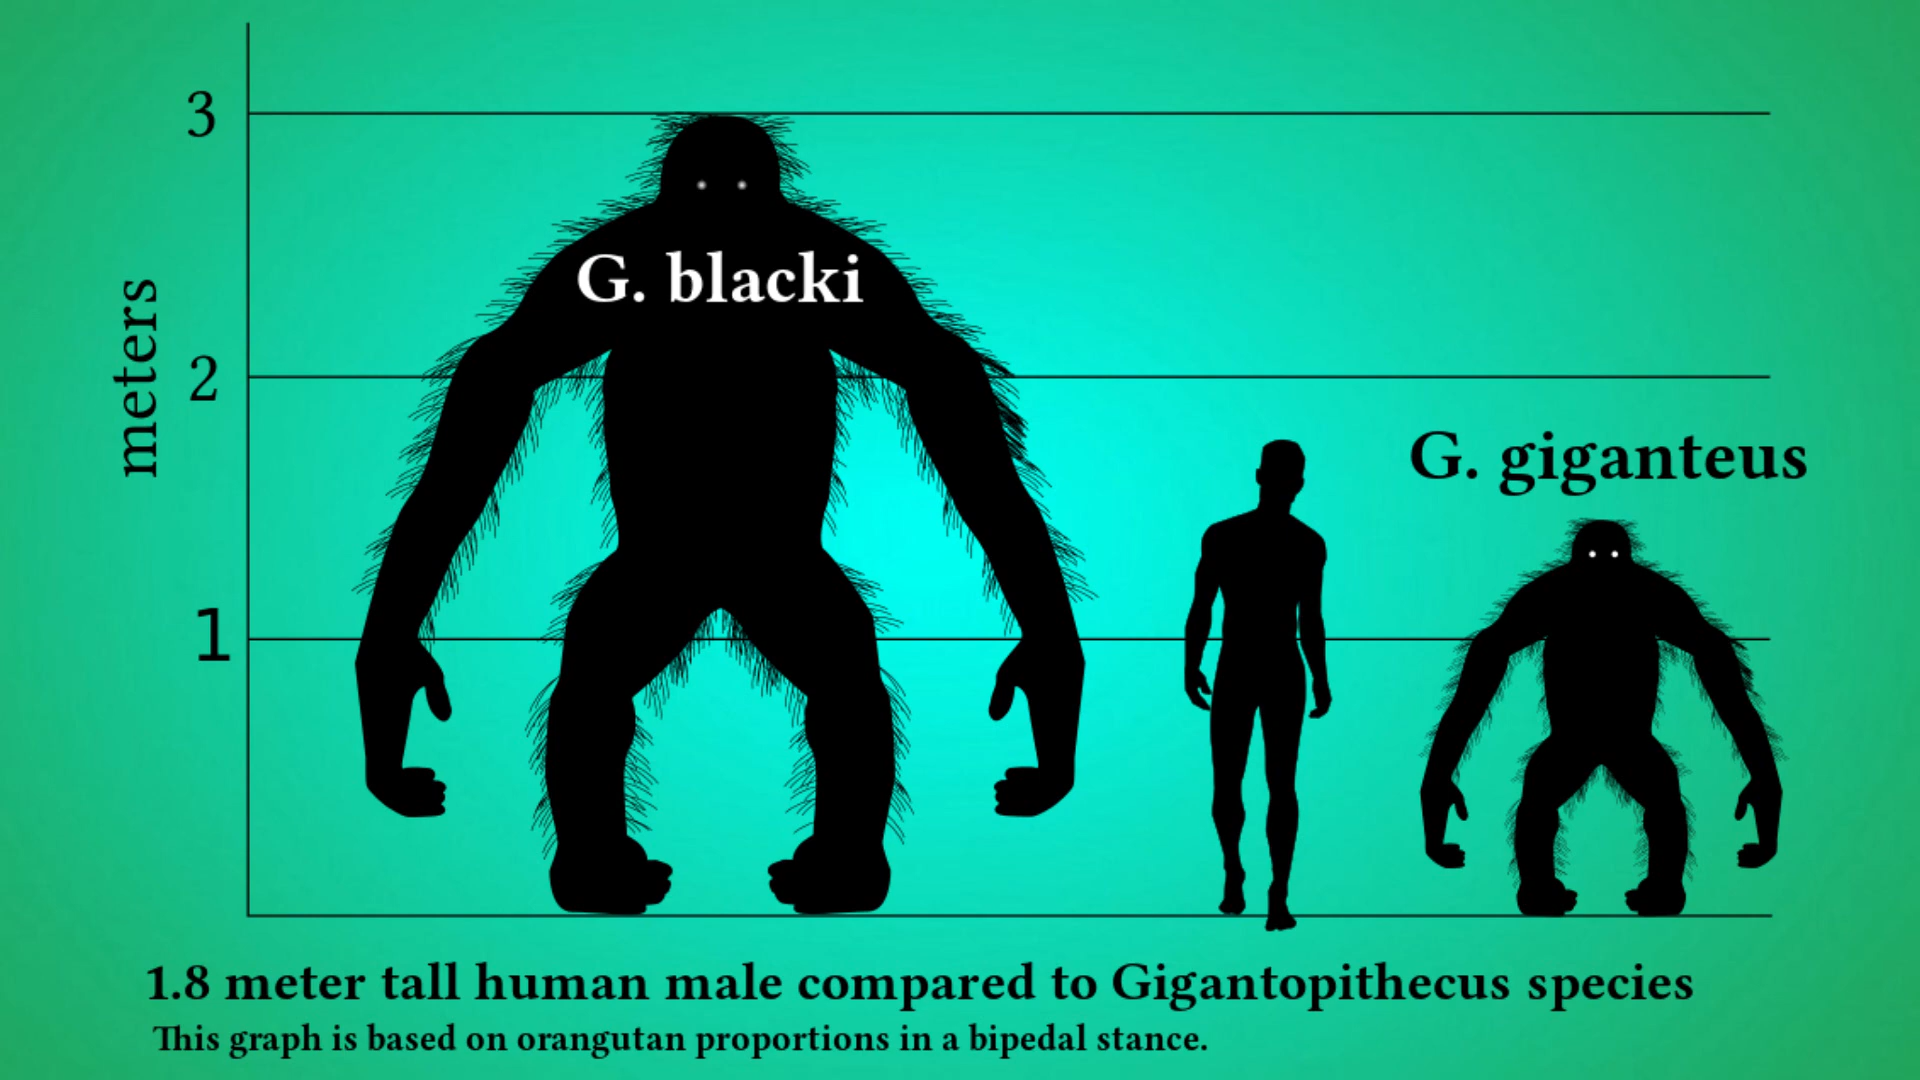 3
G. blacki
meters
2
G. giganteus
1
1.8 meter tall human male compared to Gigantopithecus species
This graph is based on orangutan proportions in a bipedal stance.